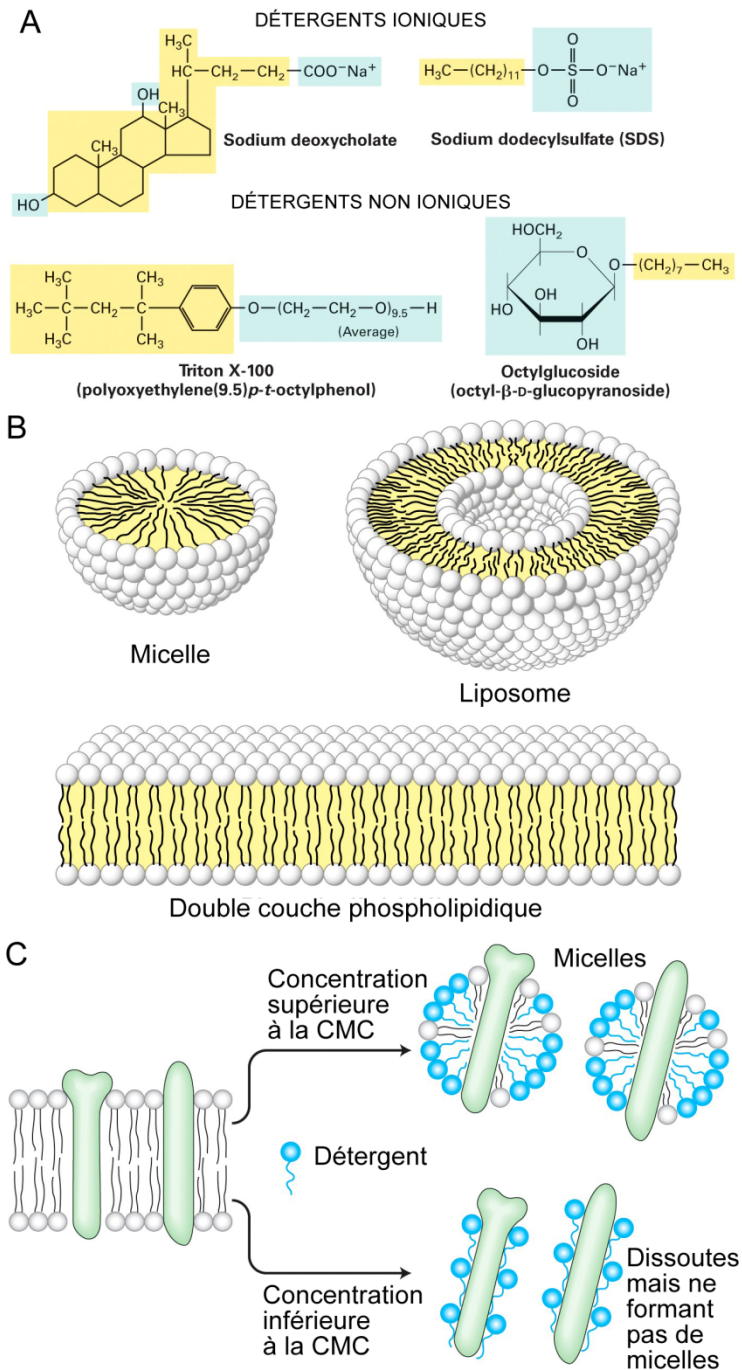 A
DÉTERGENTS IONIQUES
H₃C
CH—CH₂—CH₂—COO⁻Na⁺
OH
CH₃
CH₃
HO
Sodium deoxycholate
H₃C—(CH₂)₁₁—O—S—O⁻Na⁺
O
O
Sodium dodecylsulfate (SDS)
DÉTERGENTS NON IONIQUES
CH₃
CH₃
H₃C—C—CH₂—C
O—(CH₂—CH₂—O)₉.₅—H
(Average)
H₃C
CH₃
Triton X-100
(polyoxyethylene(9.5)p-t-octylphenol)
HOCH₂
O
O—(CH₂)₇—CH₃
OH
HO
OH
Octylglucoside
(octyl-β-D-glucopyranoside)
B
Micelle
Liposome
Double couche phospholipidique
C
Concentration
supérieure
à la CMC
Micelles
Détergent
Concentration
inférieure
à la CMC
Dissoutes
mais ne
formant
pas de
micelles